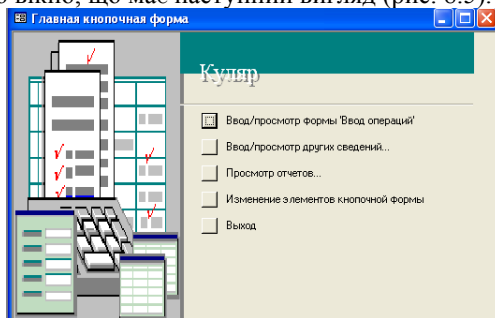 вікно, що має наступний вигляд (рис. 6.5).
Главная кнопочная форма
Куляр
Ввод/просмотр формы 'Ввод операций'
Ввод/просмотр других сведений...
Просмотр отчетов...
Изменение элементов кнопочной формы
Выход